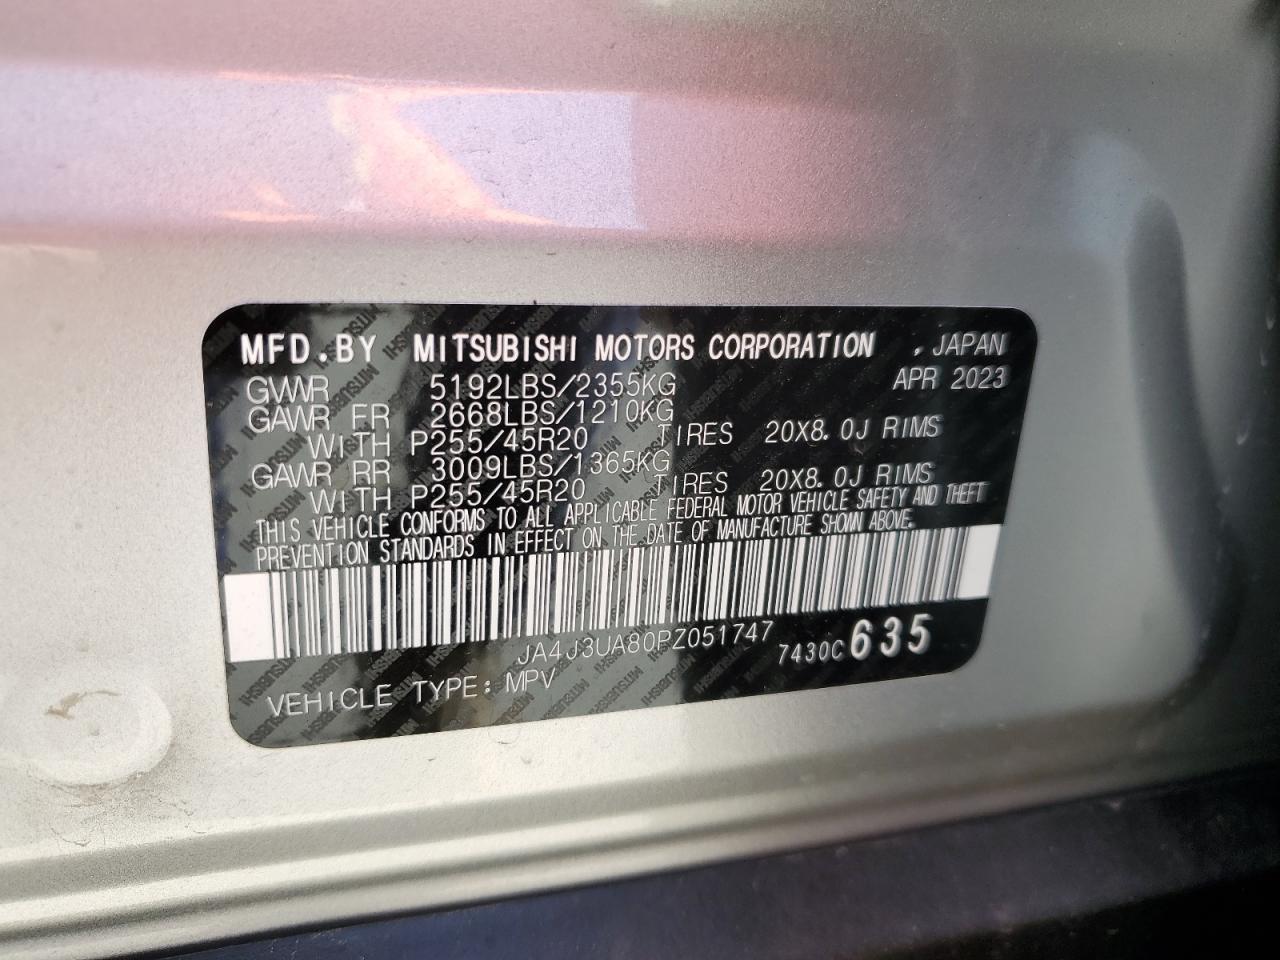 MFD.BY MITSUBISHI MOTORS CORPORATION , JAPAN
GVWR 5192LBS/2355KG APR 2023
GAWR FR 2668LBS/1210KG
WITH P255/45R20 TIRES 20X8.0J RIMS
GAWR RR 3009LBS/1365KG
WITH P255/45R20 TIRES 20X8.0J RIMS
THIS VEHICLE CONFORMS TO ALL APPLICABLE FEDERAL MOTOR VEHICLE SAFETY AND THEFT
PREVENTION STANDARDS IN EFFECT ON THE DATE OF MANUFACTURE SHOWN ABOVE.
JA4J3UA80PZ051747 7430C 635
VEHICLE TYPE: MPV